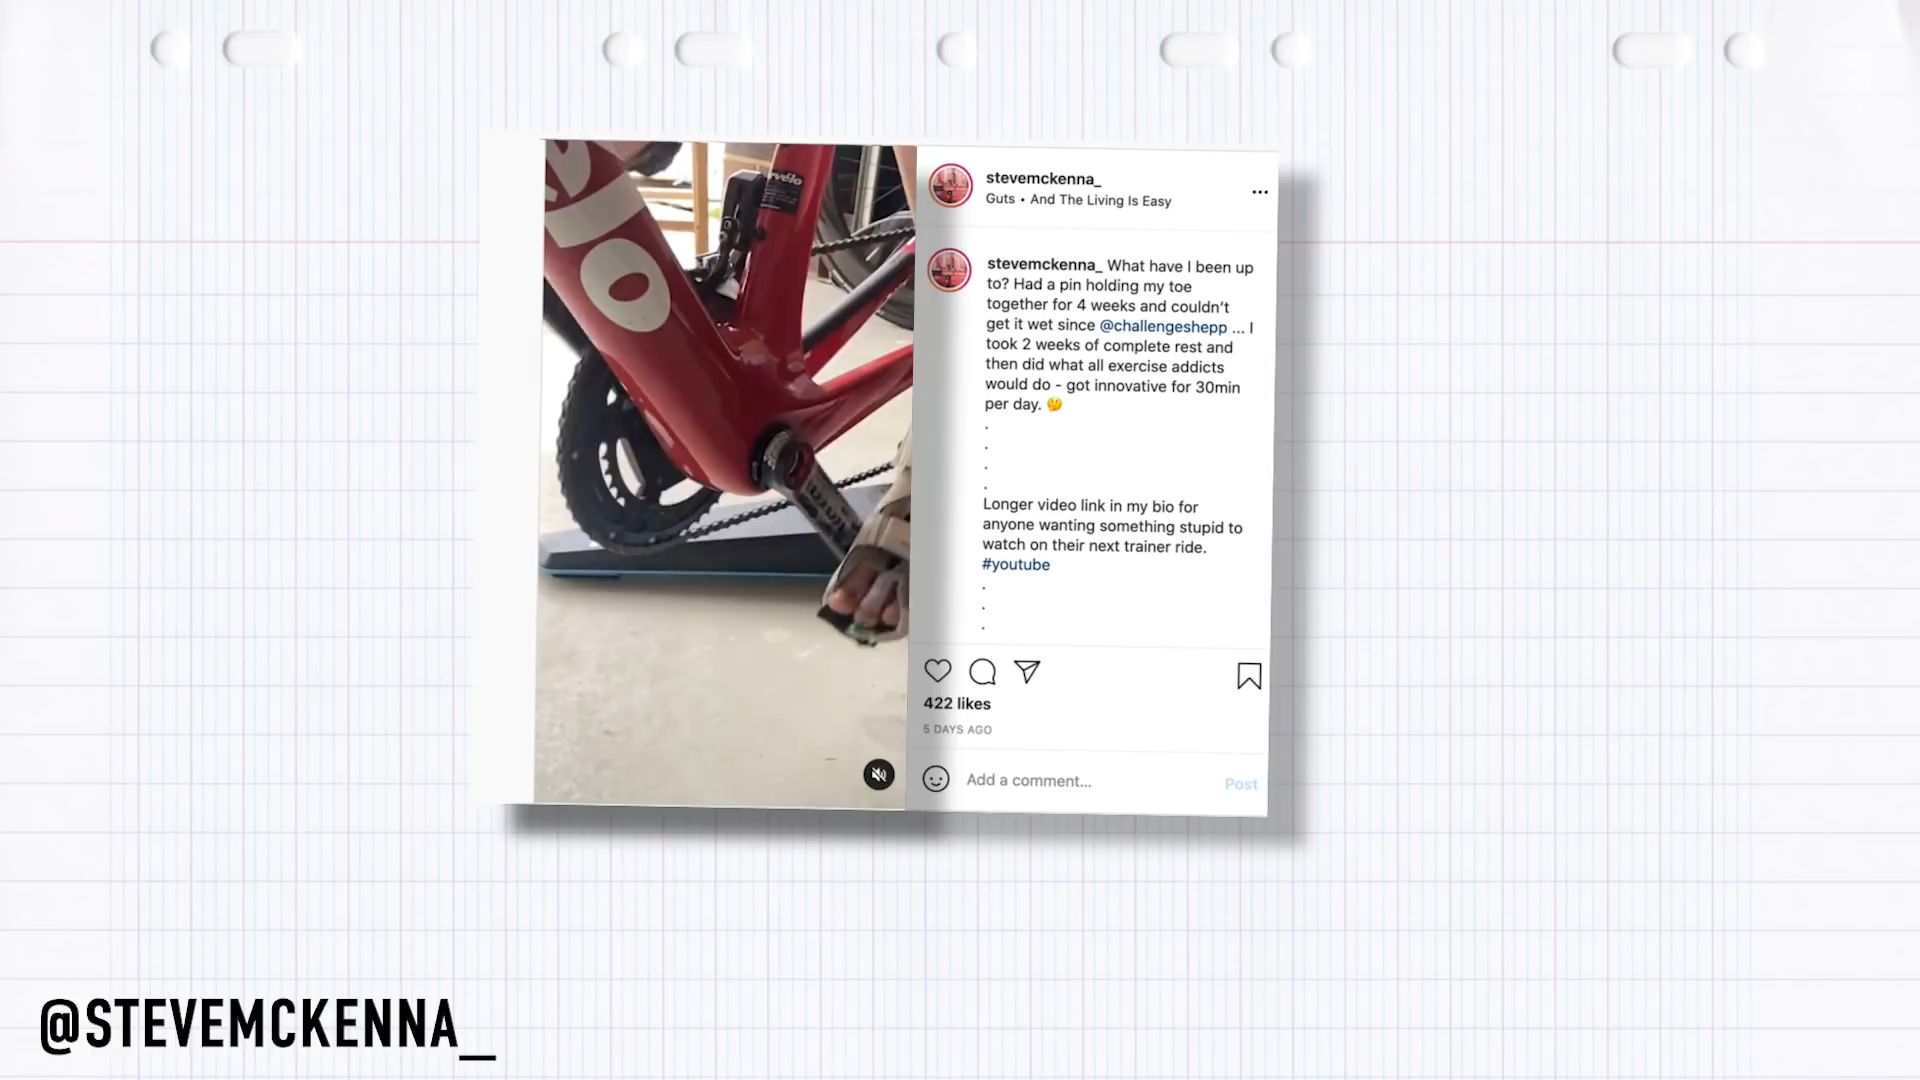 rvélo
LO
stevemckenna_
Guts • And The Living Is Easy
stevemckenna_ What have I been up
to? Had a pin holding my toe
together for 4 weeks and couldn't
get it wet since @challengeshepp ... I
took 2 weeks of complete rest and
then did what all exercise addicts
would do - got innovative for 30min
per day. 🤔
.
.
.
.
Longer video link in my bio for
anyone wanting something stupid to
watch on their next trainer ride.
#youtube
.
.
.
422 likes
5 DAYS AGO
Add a comment...
Post
@STEVEMCKENNA_